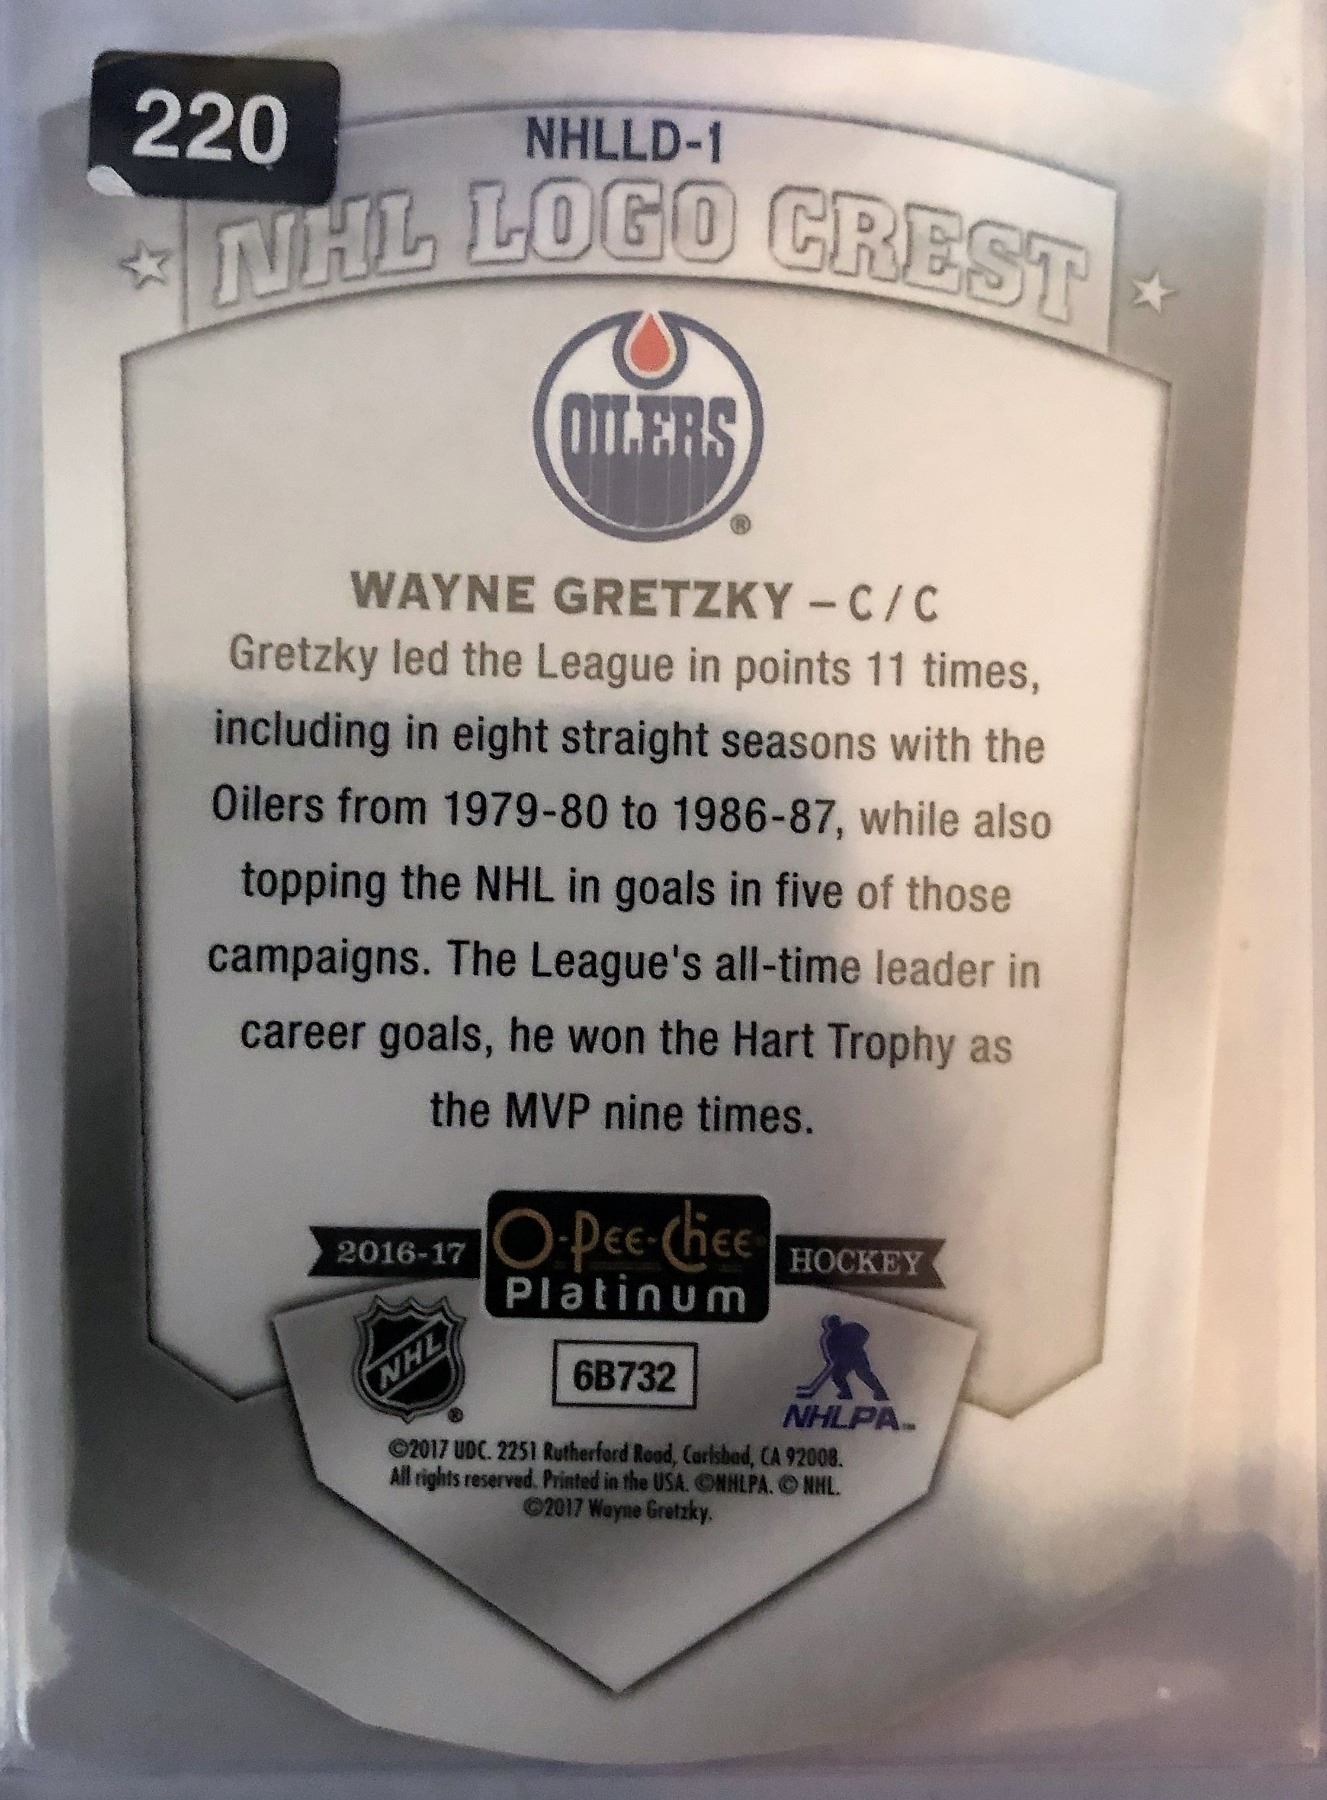 220
NHLLD-1
NHL LOGO CREST
OILERS
®
WAYNE GRETZKY – C / C
Gretzky led the League in points 11 times,
including in eight straight seasons with the
Oilers from 1979-80 to 1986-87, while also
topping the NHL in goals in five of those
campaigns. The League's all-time leader in
career goals, he won the Hart Trophy as
the MVP nine times.
2016-17 O-Pee-Chee HOCKEY
Platinum
NHL ® 6B732 NHLPA™
©2017 UDC. 2251 Rutherford Road, Carlsbad, CA 92008.
All rights reserved. Printed in the USA. ©NHLPA. © NHL.
©2017 Wayne Gretzky.